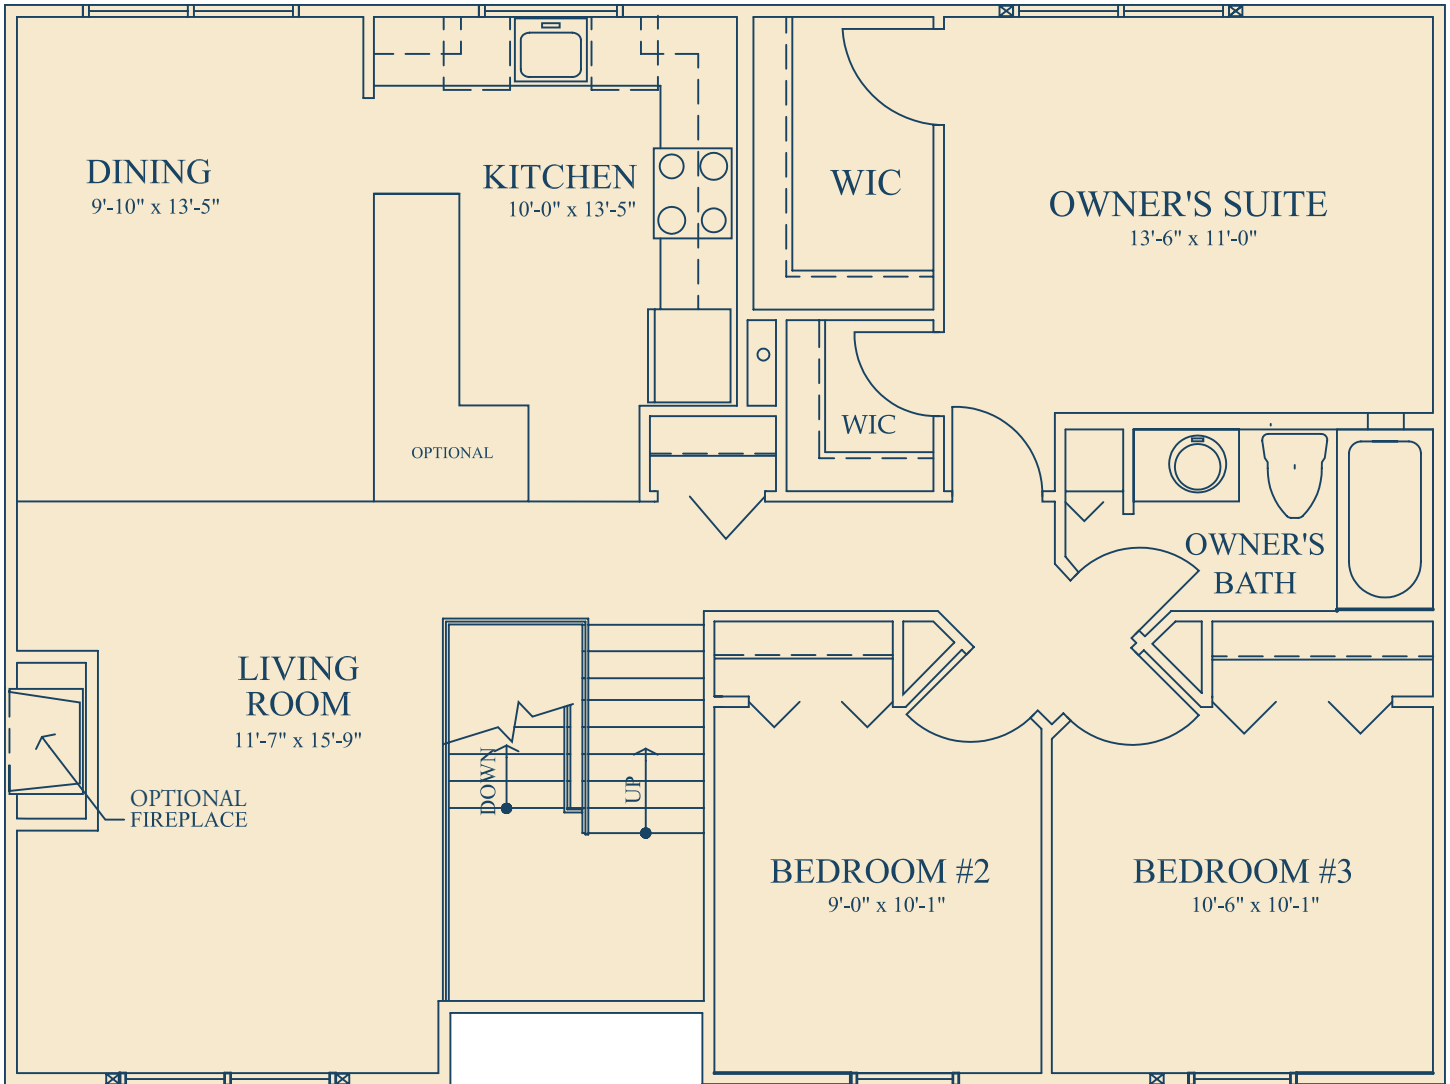 DINING
9'-10" x 13'-5"
KITCHEN
10'-0" x 13'-5"
WIC
OWNER'S SUITE
13'-6" x 11'-0"
WIC
OPTIONAL
OWNER'S
BATH
LIVING
ROOM
11'-7" x 15'-9"
OPTIONAL
FIREPLACE
DOWN
UP
BEDROOM #2
9'-0" x 10'-1"
BEDROOM #3
10'-6" x 10'-1"